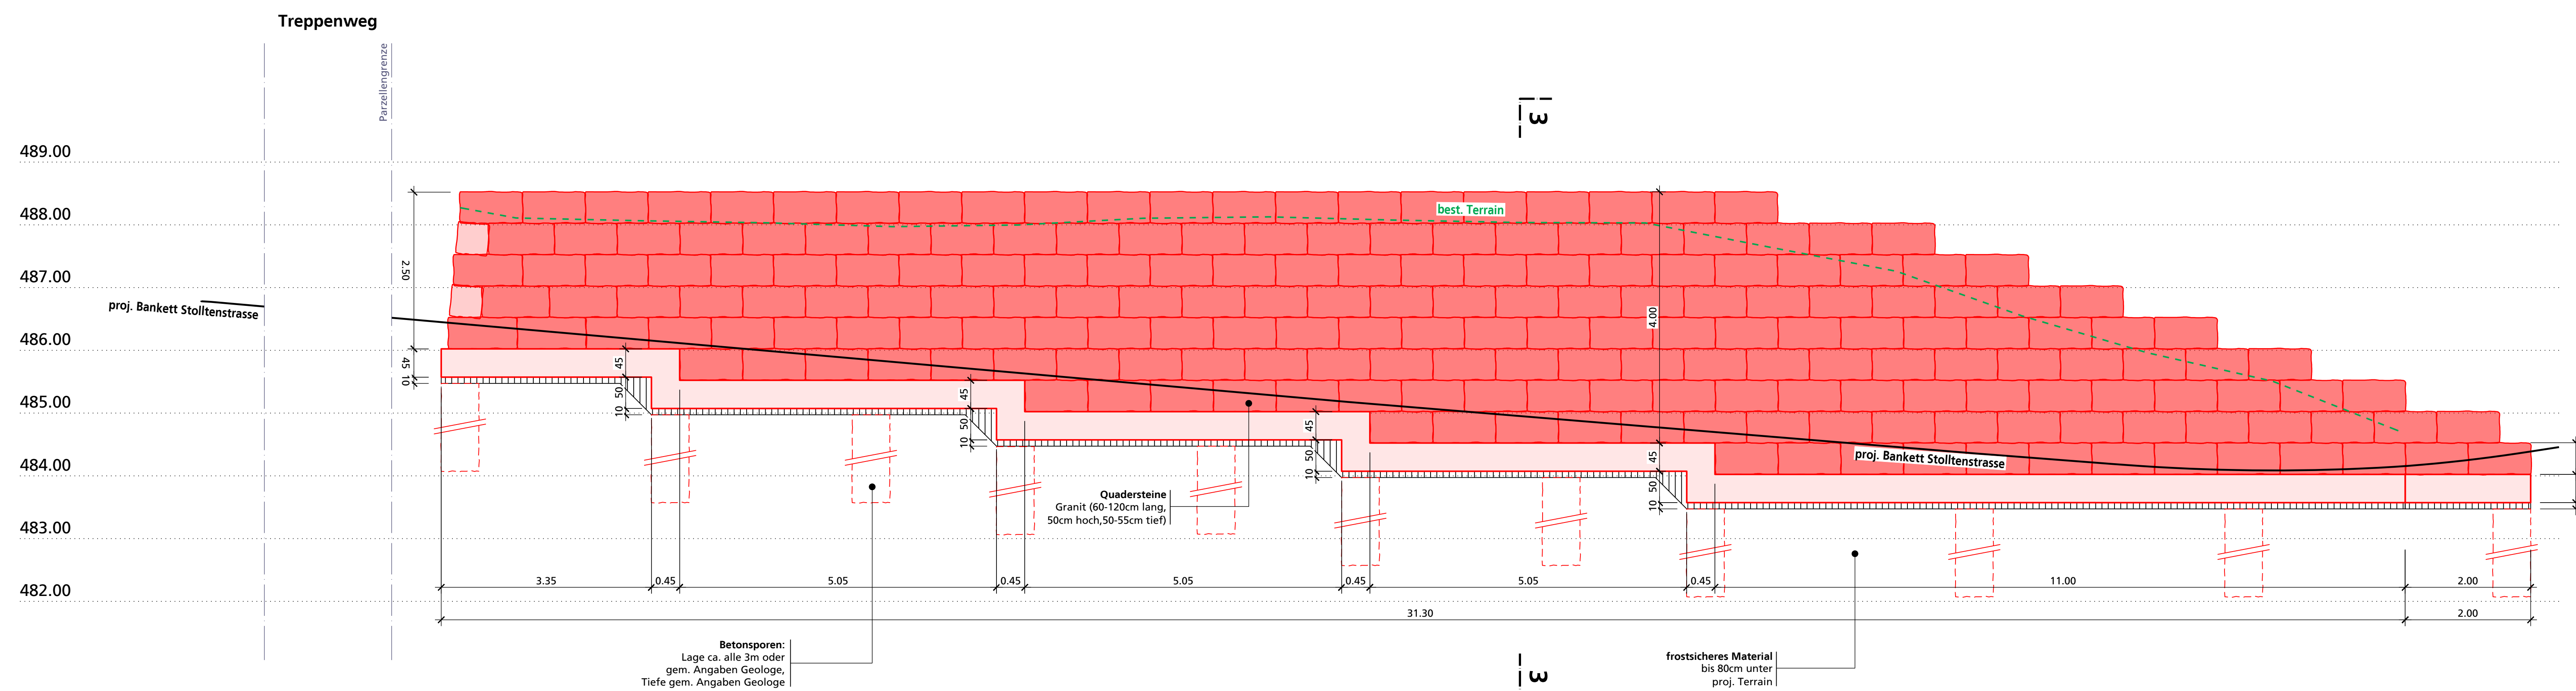 Treppenweg
Parzellengrenze
3
489.00
488.00
487.00
486.00
485.00
484.00
483.00
482.00
best. Terrain
2.50
4.00
proj. Bankett Stolltenstrasse
45
10
45
50
10
45
50
10
45
50
10
45
50
10
proj. Bankett Stolltenstrasse
Quadersteine
Granit (60-120cm lang,
50cm hoch,50-55cm tief)
3.35
0.45
5.05
0.45
5.05
0.45
5.05
0.45
11.00
2.00
31.30
2.00
Betonsporen:
Lage ca. alle 3m oder
gem. Angaben Geologe,
Tiefe gem. Angaben Geologe
frostsicheres Material
bis 80cm unter
proj. Terrain
3